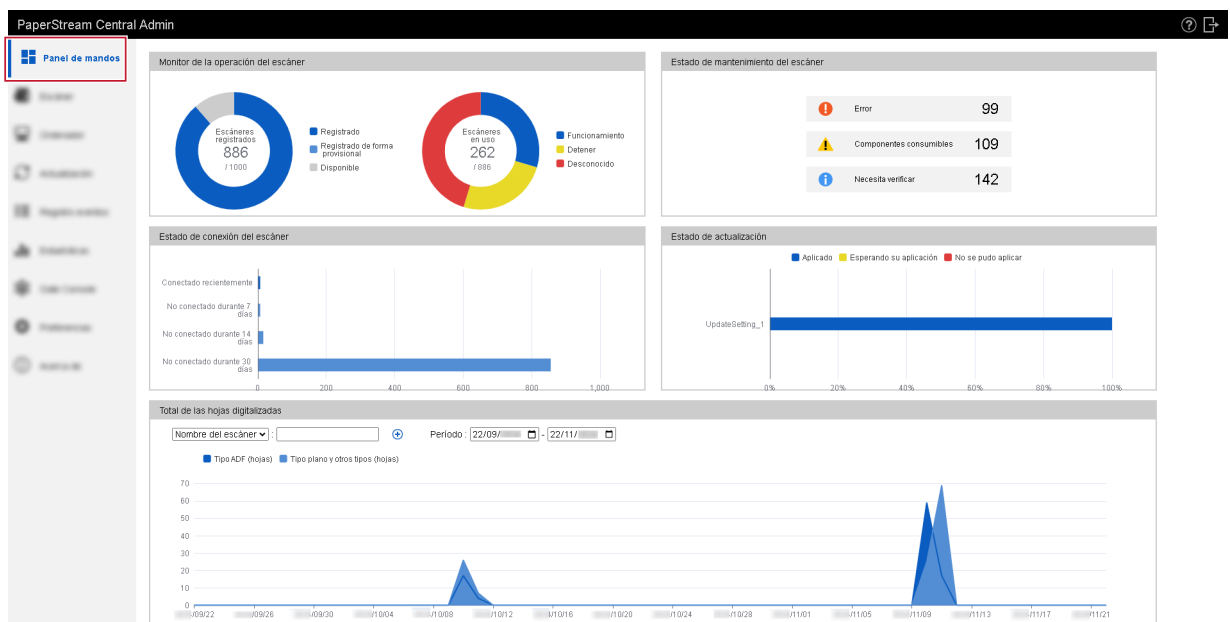 PaperStream Central Admin
Panel de mandos
Monitor de la operación del escáner
Escáneres
registrados
886
/ 1000
Registrado
Registrado de forma
provisional
Disponible
Escáneres
en uso
262
/ 886
Funcionamiento
Detener
Desconocido
Estado de mantenimiento del escáner
Error 99
Componentes consumibles 109
Necesita verificar 142
Estado de conexión del escáner
Conectado recientemente
No conectado durante 7
días
No conectado durante 14
días
No conectado durante 30
días
0 200 400 600 800 1,000
Estado de actualización
Aplicado Esperando su aplicación No se pudo aplicar
UpdateSetting_1
0% 20% 40% 60% 80% 100%
Total de las hojas digitalizadas
Nombre del escáner : Período : 22/09/ - 22/11/
Tipo ADF (hojas) Tipo plano y otros tipos (hojas)
70
60
50
40
30
20
10
0
/09/22 /09/26 /09/30 /10/04 /10/08 /10/12 /10/16 /10/20 /10/24 /10/28 /11/01 /11/05 /11/09 /11/13 /11/17 /11/21